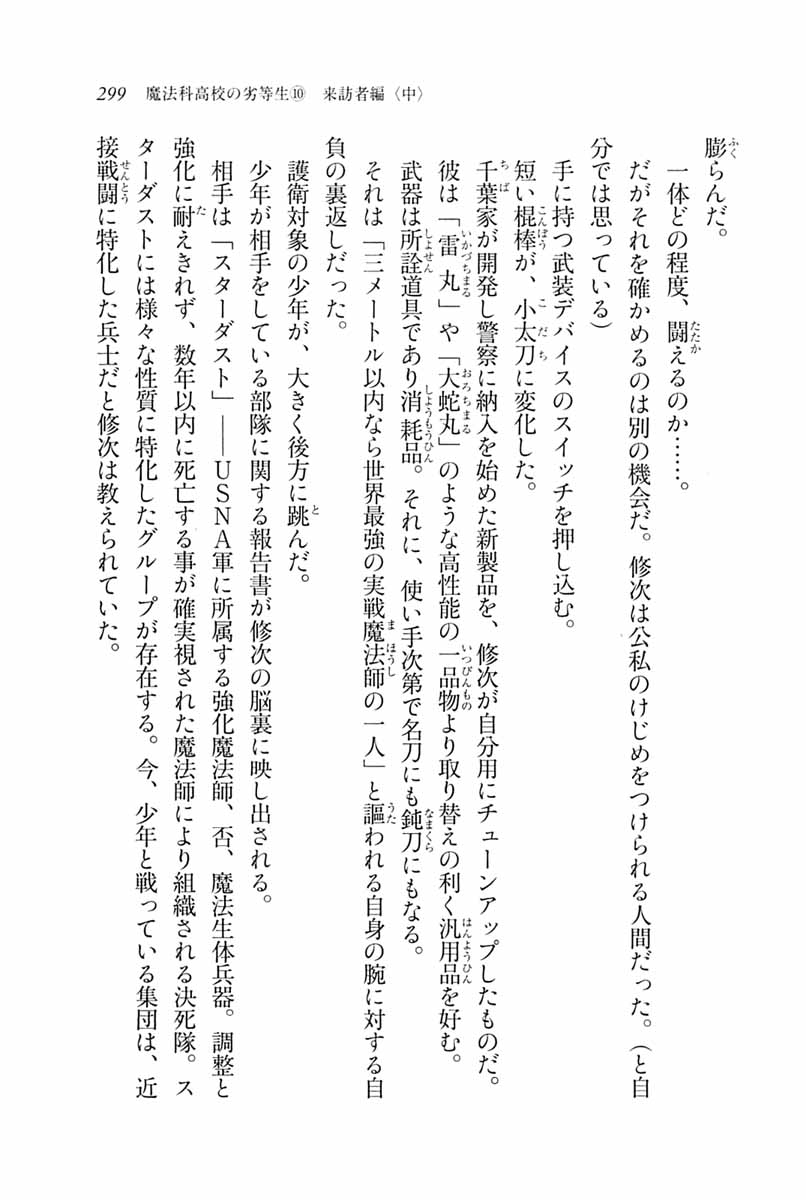 299 魔法科高校の劣等生⑩ 来訪者編〈中〉
膨らんだ。
一体どの程度、闘えるのか……。
だがそれを確かめるのは別の機会だ。修次は公私のけじめをつけられる人間だった。（と自
分では思っている）
手に持つ武装デバイスのスイッチを押し込む。
短い棍棒が、小太刀に変化した。
千葉家が開発し警察に納入を始めた新製品を、修次が自分用にチューンアップしたものだ。
彼は「雷丸」や「大蛇丸」のような高性能の一品物より取り替えの利く汎用品を好む。
武器は所詮道具であり消耗品。それに、使い手次第で名刀にも鈍刀にもなる。
それは「三メートル以内なら世界最強の実戦魔法師の一人」と謳われる自身の腕に対する自
負の裏返しだった。
護衛対象の少年が、大きく後方に跳んだ。
少年が相手をしている部隊に関する報告書が修次の脳裏に映し出される。
相手は「スターダスト」――USNA軍に所属する強化魔法師、否、魔法生体兵器。調整と
強化に耐えきれず、数年以内に死亡する事が確実視された魔法師により組織される決死隊。ス
ターダストには様々な性質に特化したグループが存在する。今、少年と戦っている集団は、近
接戦闘に特化した兵士だと修次は教えられていた。